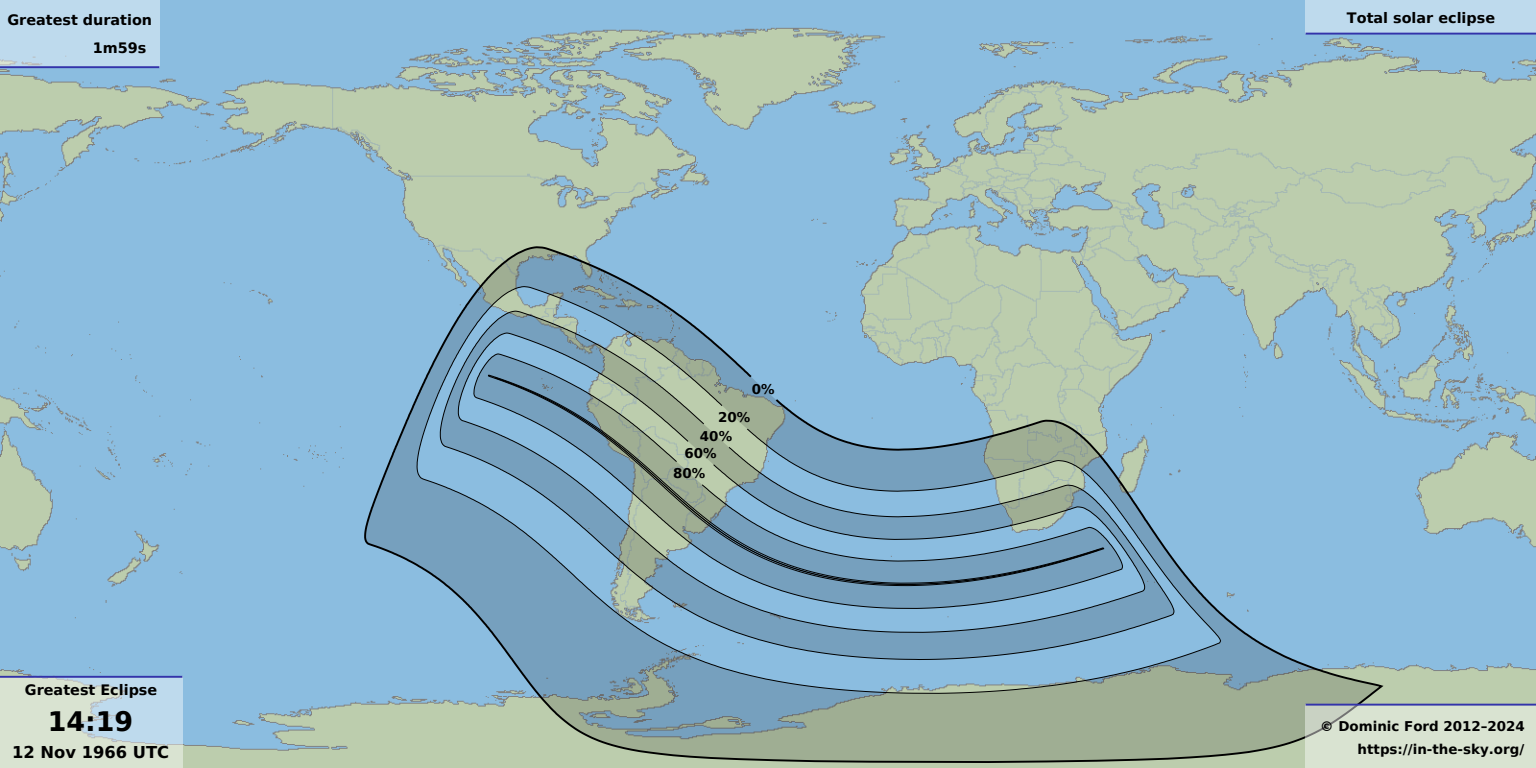 Greatest duration
1m59s
Total solar eclipse
0%
20%
40%
60%
80%
Greatest Eclipse
14:19
12 Nov 1966 UTC
© Dominic Ford 2012–2024
https://in-the-sky.org/